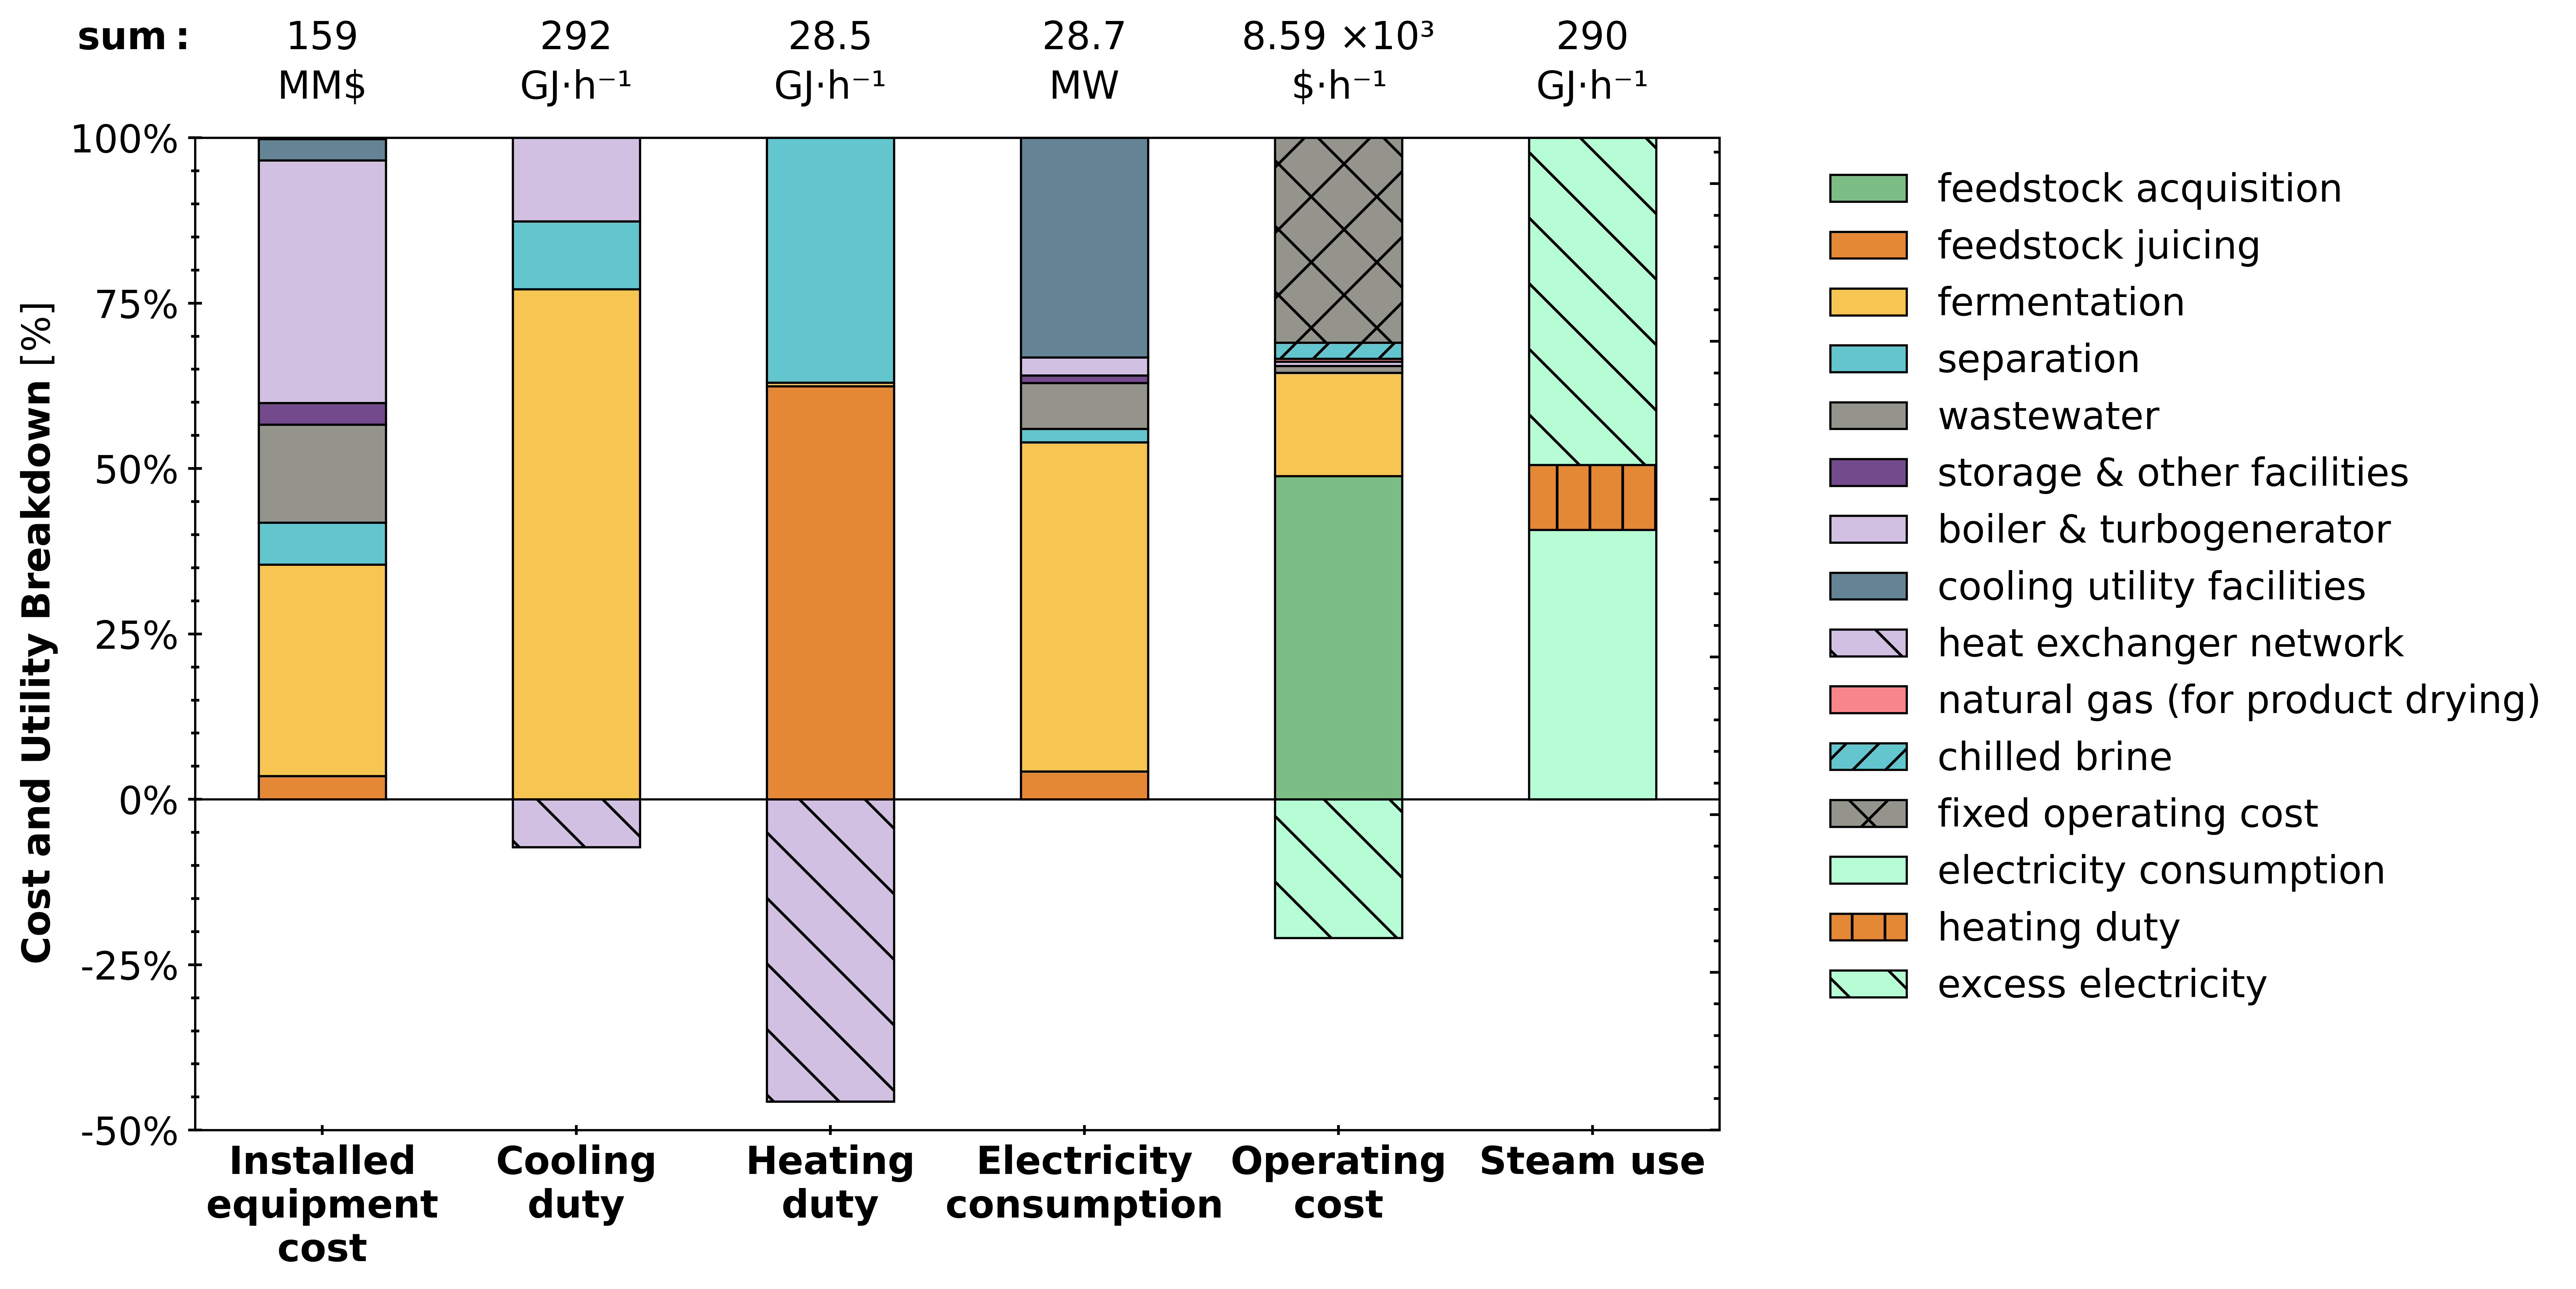 sum: 159 292 28.5 28.7 8.59 ×10³ 290
MM$ GJ·h⁻¹ GJ·h⁻¹ MW $·h⁻¹ GJ·h⁻¹
Cost and Utility Breakdown [%]
100%
75%
50%
25%
0%
-25%
-50%
Installed
equipment
cost
Cooling
duty
Heating
duty
Electricity
consumption
Operating
cost
Steam use
feedstock acquisition
feedstock juicing
fermentation
separation
wastewater
storage & other facilities
boiler & turbogenerator
cooling utility facilities
heat exchanger network
natural gas (for product drying)
chilled brine
fixed operating cost
electricity consumption
heating duty
excess electricity